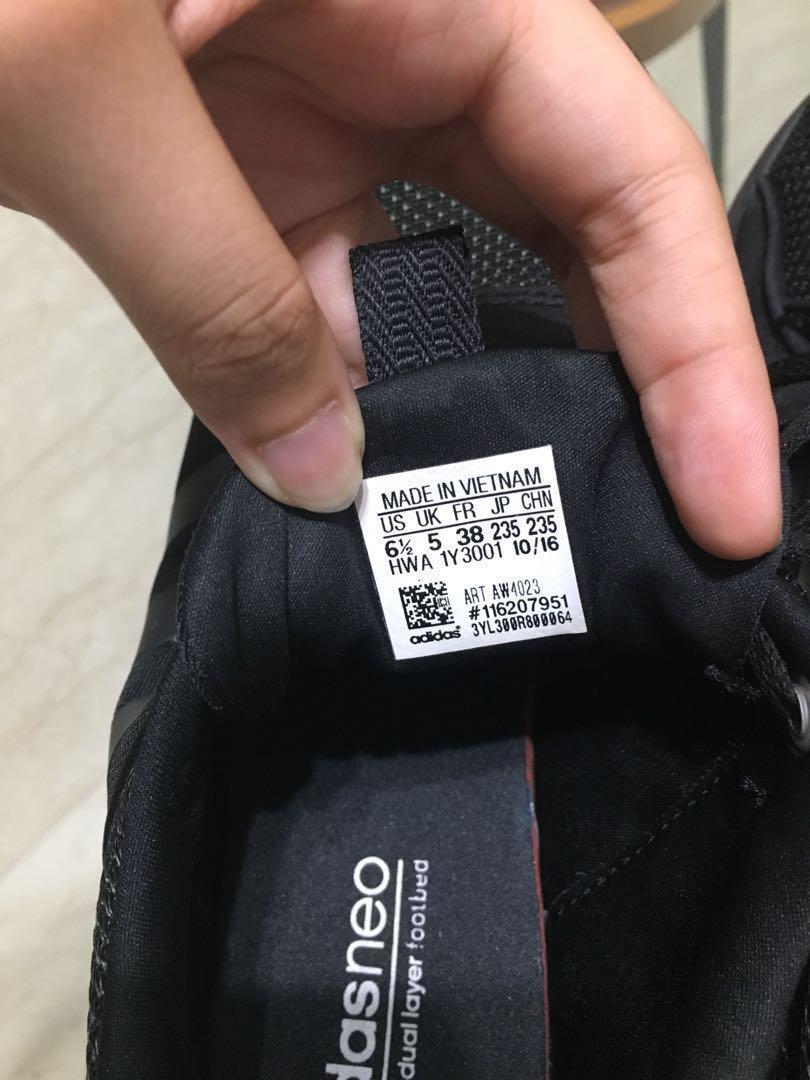 MADE IN VIETNAM
US UK FR JP CHN
6½ 5 38 235 235
HWA 1Y3001 10/16
ART AW4023
#116207951
adidas 3YL300R800064
dasneo
dual layer footbed